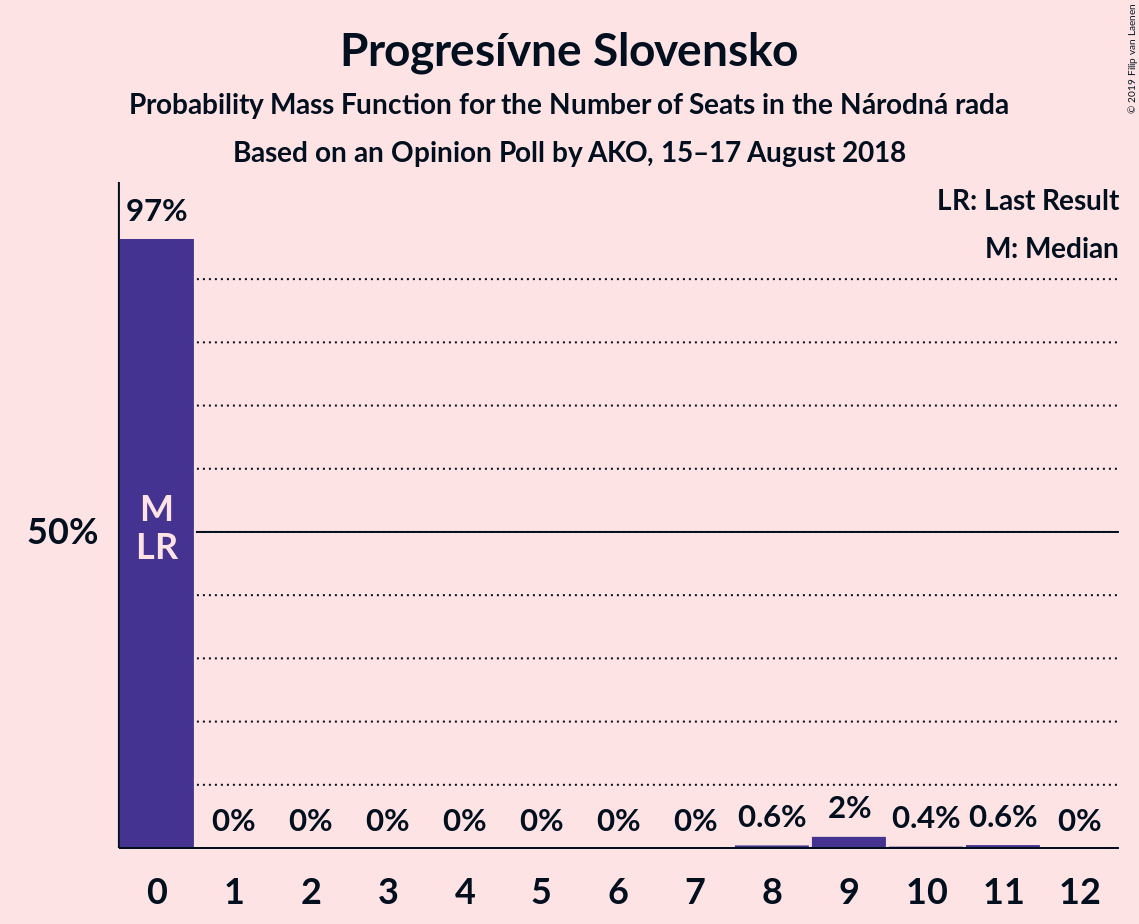 Progresívne Slovensko
Probability Mass Function for the Number of Seats in the Národná rada
Based on an Opinion Poll by AKO, 15–17 August 2018
© 2019 Filip van Laenen
LR: Last Result
M: Median
97%
M
LR
50%
0% 0% 0% 0% 0% 0% 0% 0.6% 2% 0.4% 0.6% 0%
0 1 2 3 4 5 6 7 8 9 10 11 12